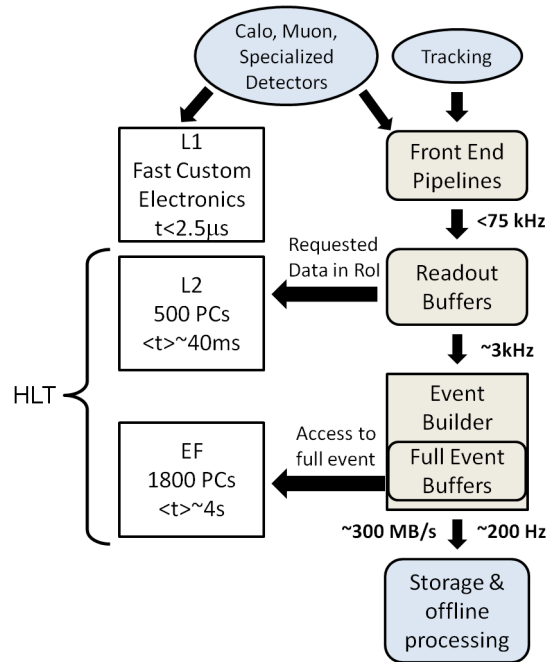 Calo, Muon,
Specialized
Detectors
Tracking
L1
Fast Custom
Electronics
t<2.5μs
Front End
Pipelines
<75 kHz
Requested
Data in RoI
L2
500 PCs
<t>~40ms
Readout
Buffers
~3kHz
HLT
Event
Builder
Full Event
Buffers
Access to
full event
EF
1800 PCs
<t>~4s
~300 MB/s
~200 Hz
Storage &
offline
processing